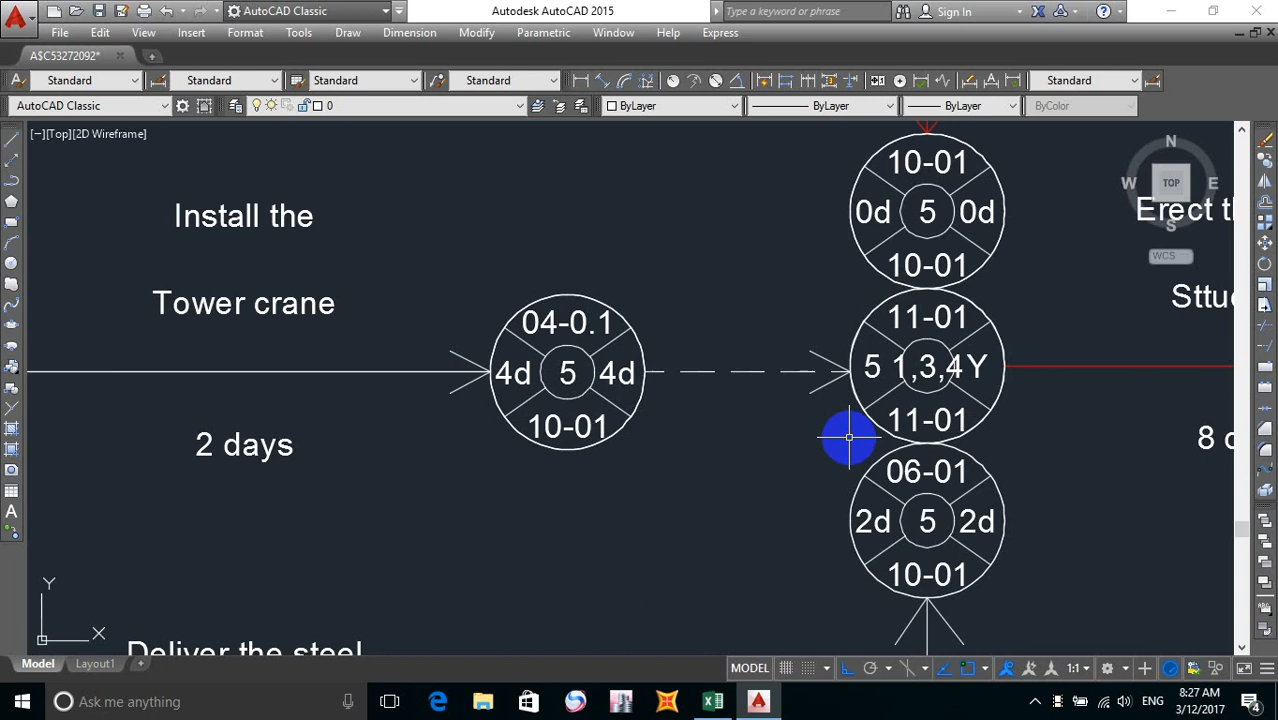 AutoCAD Classic
Autodesk AutoCAD 2015
Type a keyword or phrase
Sign In
File Edit View Insert Format Tools Draw Dimension Modify Parametric Window Help Express
A$C53272092*
Standard Standard Standard Standard Standard
AutoCAD Classic 0 ByLayer ByLayer ByLayer ByColor
[−][Top][2D Wireframe]
N
W TOP E
S
WCS
10-01
0d 5 0d
10-01
Install the
Tower crane
2 days
04-0.1
4d 5 4d
10-01
11-01
5 1,3,4Y
11-01
06-01
2d 5 2d
10-01
Erect th
Sttu
8
Y
X
Deliver the steel
Model Layout1
MODEL 1:1
Ask me anything
ENG
8:27 AM
3/12/2017
4